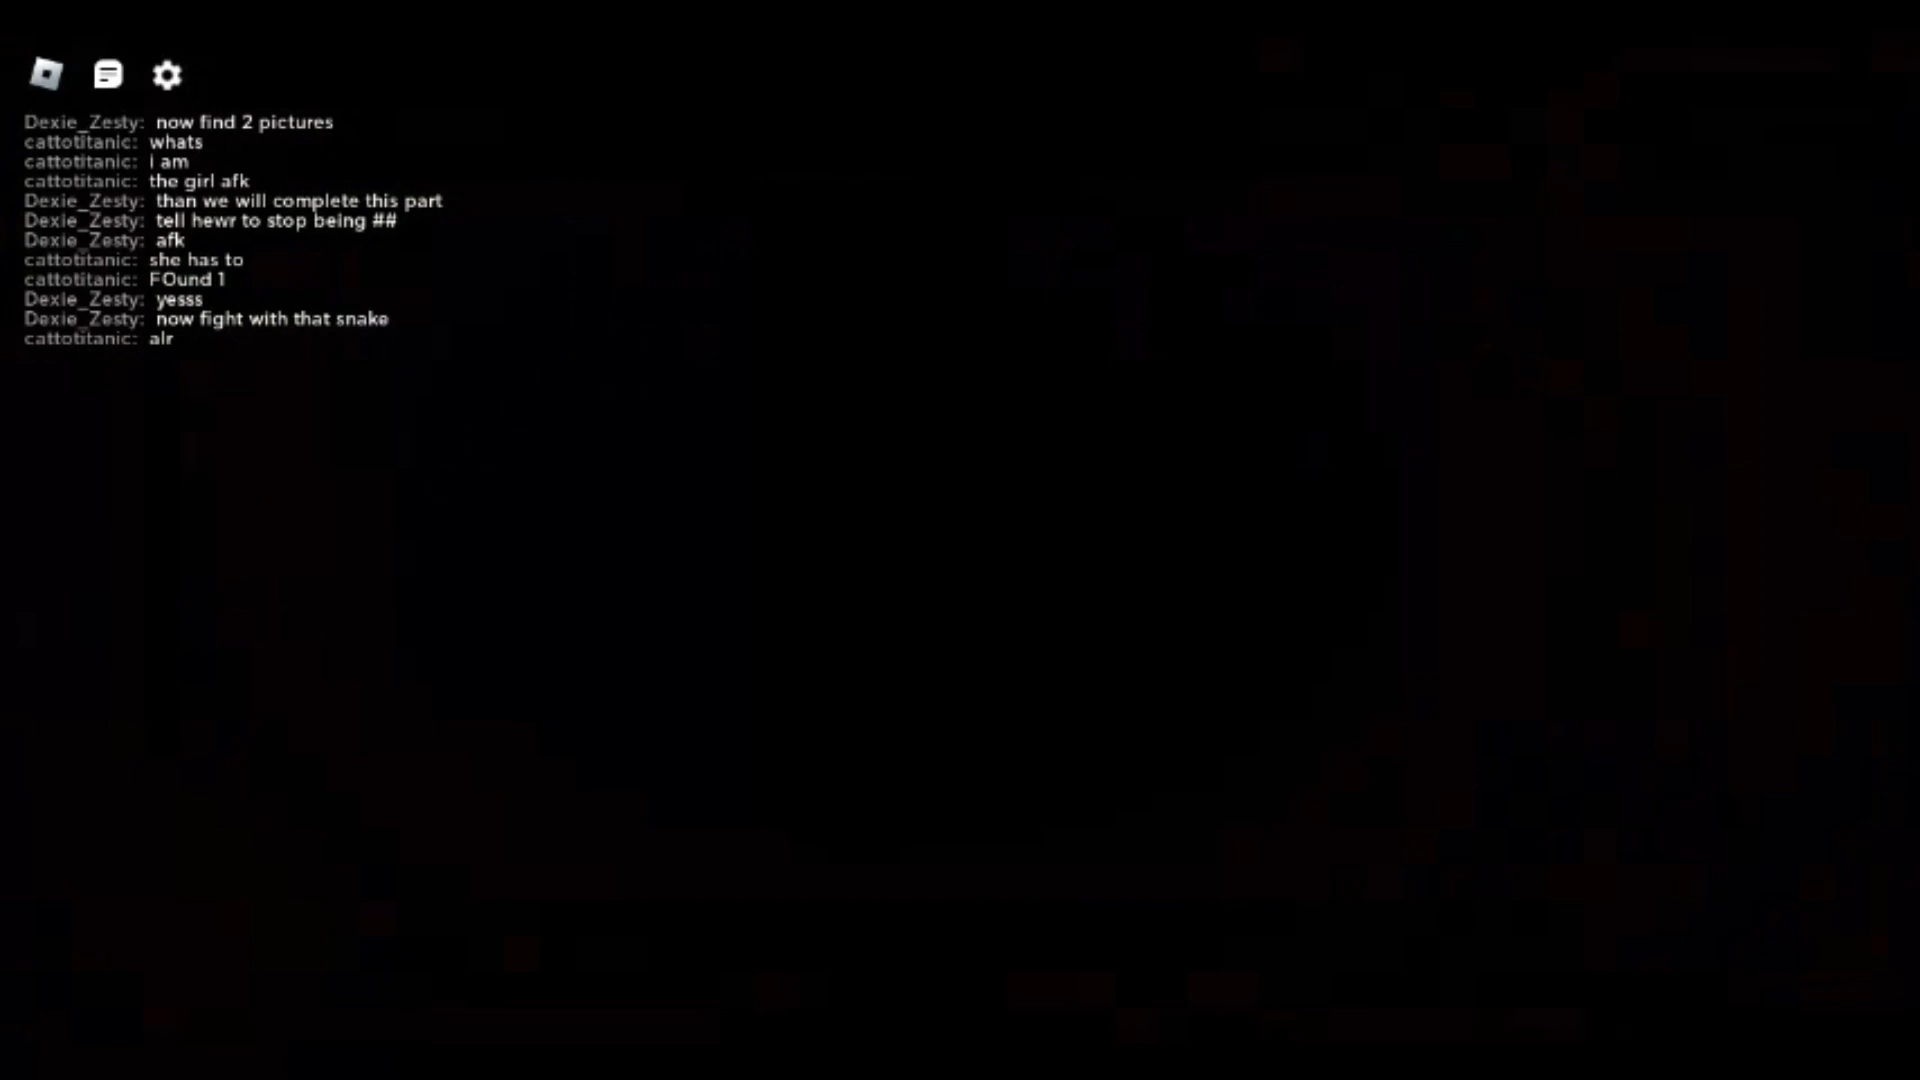 Dexie_Zesty: now find 2 pictures
cattotitanic: whats
cattotitanic: i am
cattotitanic: the girl afk
Dexie_Zesty: than we will complete this part
Dexie_Zesty: tell hewr to stop being ##
Dexie_Zesty: afk
cattotitanic: she has to
cattotitanic: FOund 1
Dexie_Zesty: yesss
Dexie_Zesty: now fight with that snake
cattotitanic: alr